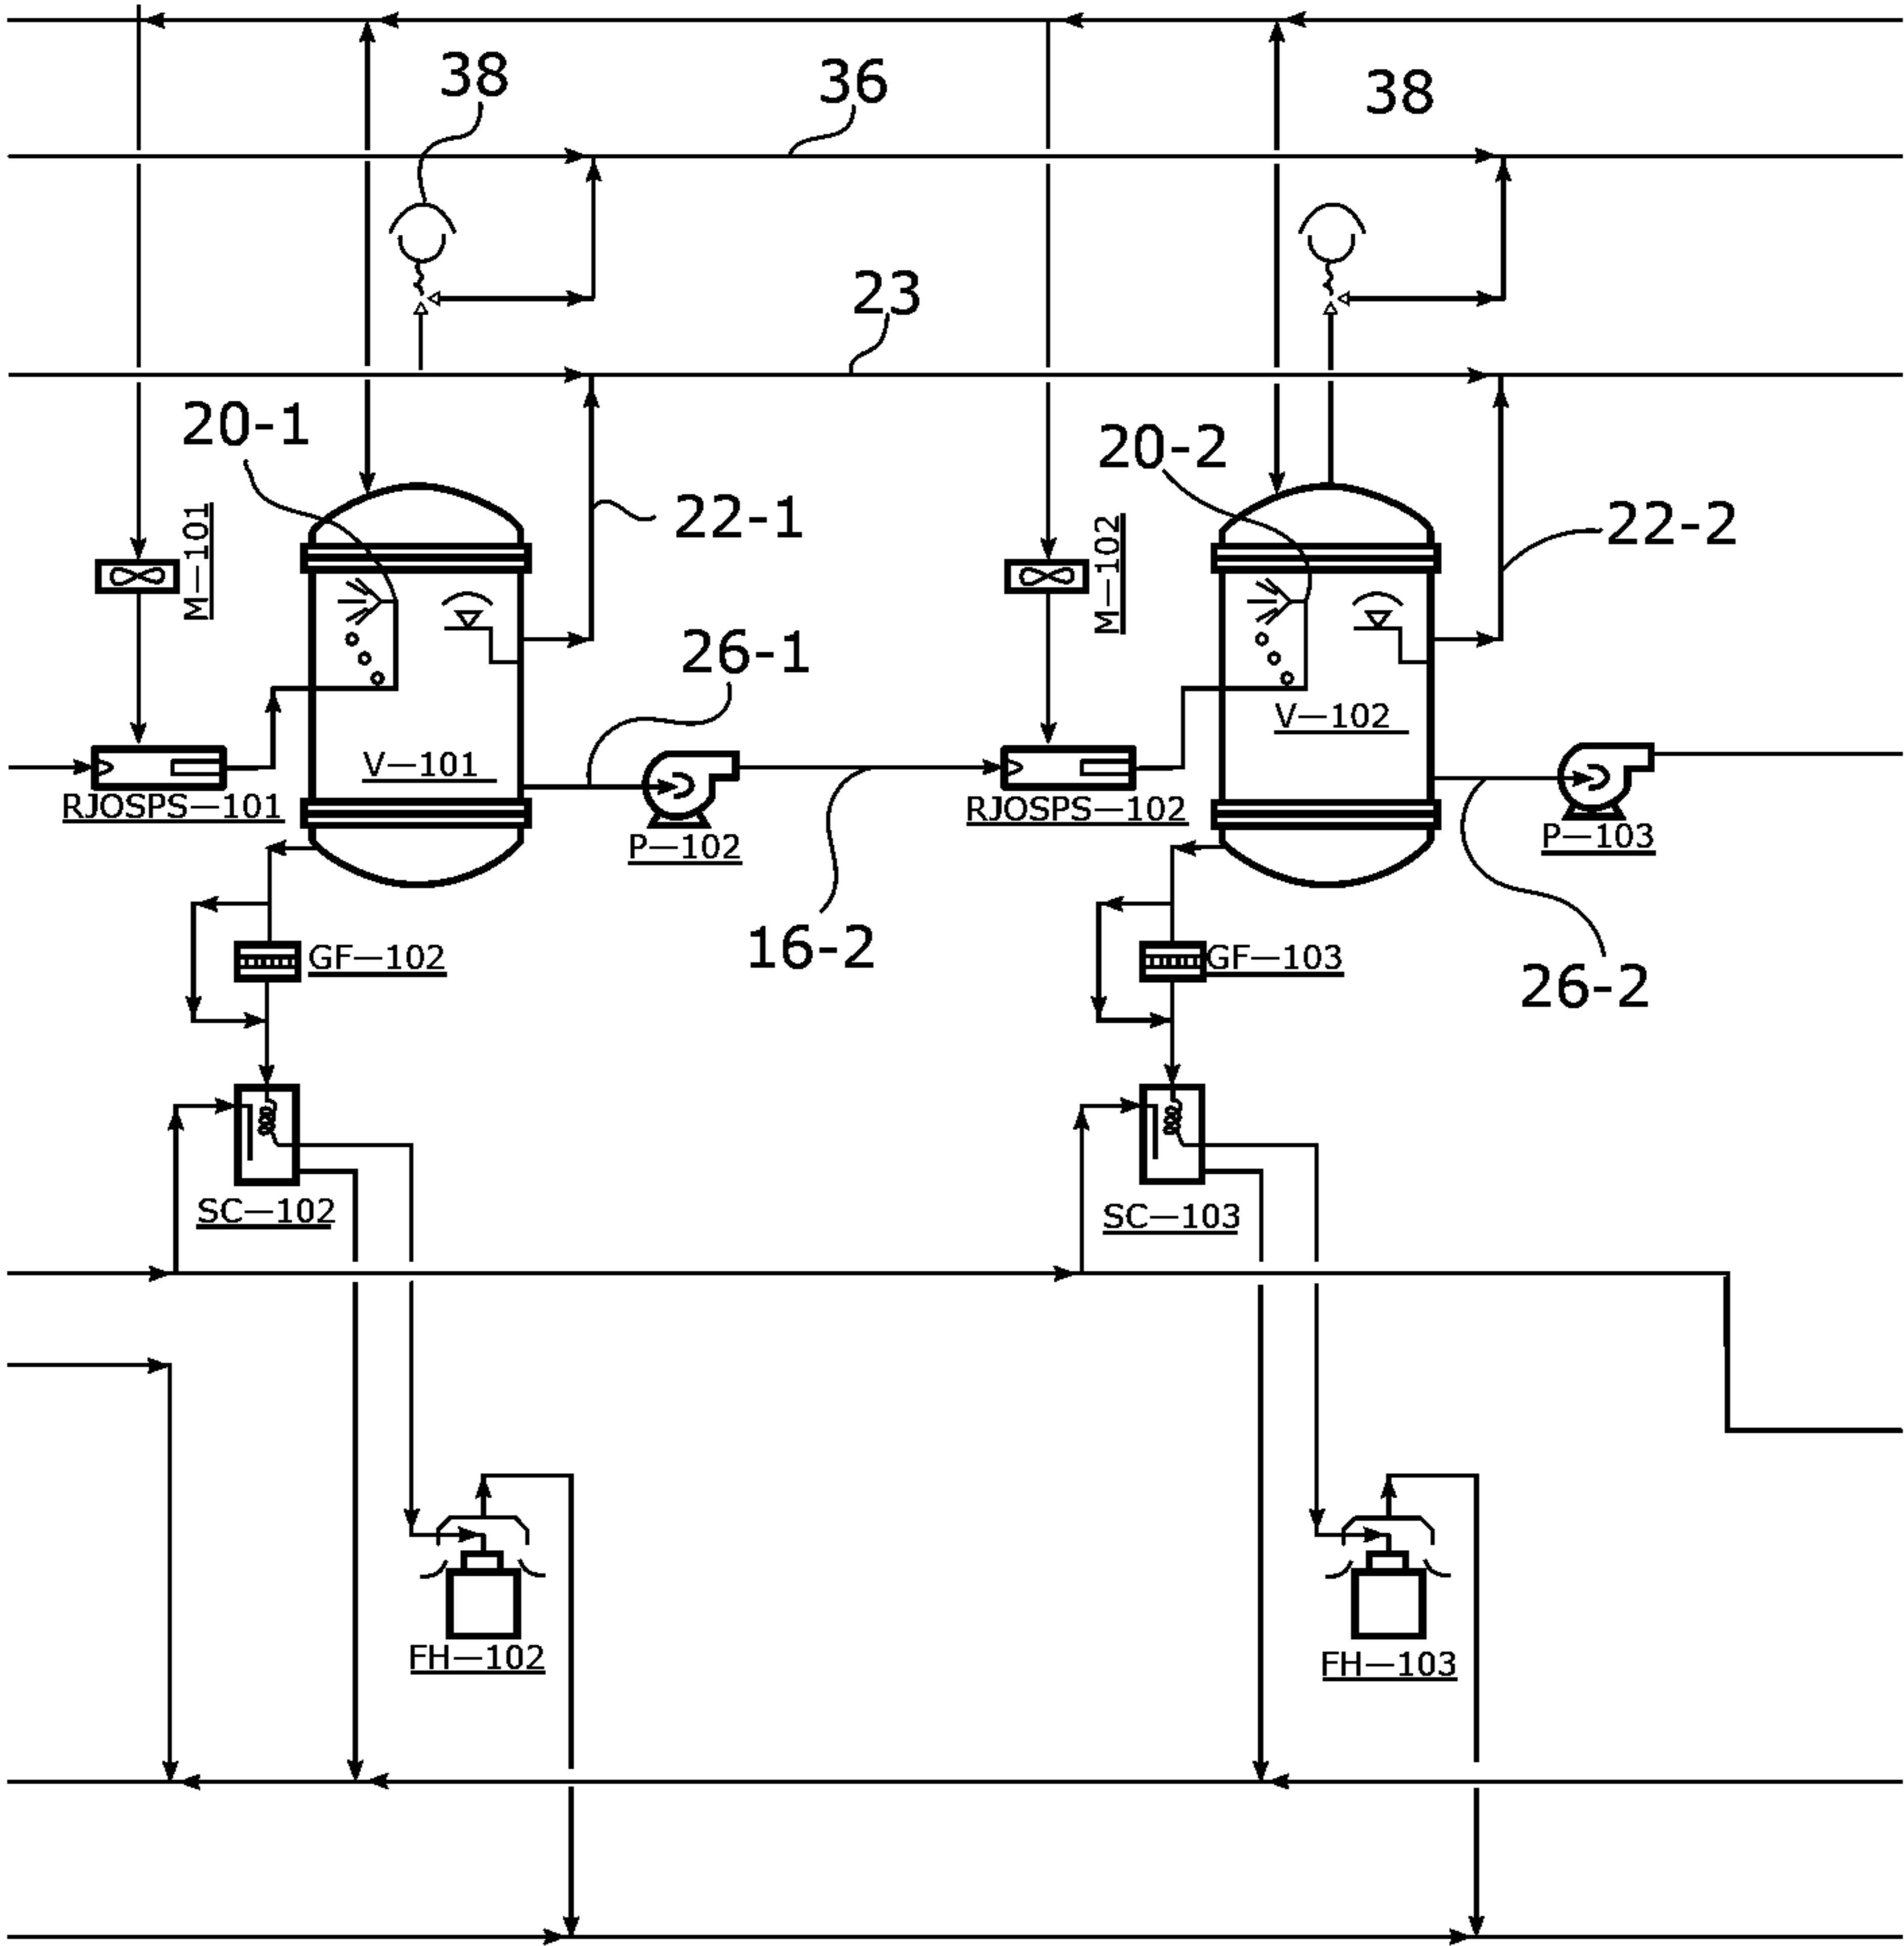 38
36
38
23
20-1
20-2
22-1
22-2
M—101
M—102
26-1
V—101
V—102
RJOSPS—101
RJOSPS—102
P—102
P—103
16-2
GF—102
GF—103
26-2
SC—102
SC—103
FH—102
FH—103